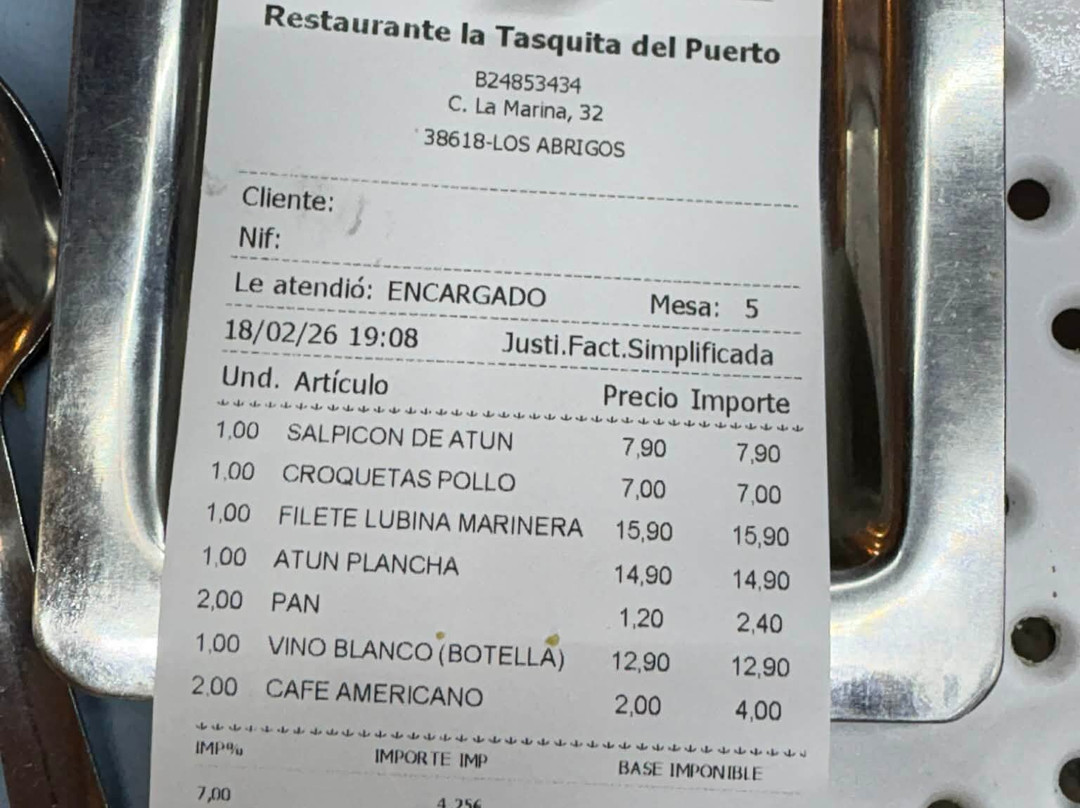 Restaurante la Tasquita del Puerto
B24853434
C. La Marina, 32
38618-LOS ABRIGOS
Cliente:
Nif:
Le atendió: ENCARGADO Mesa: 5
18/02/26 19:08 Justi.Fact.Simplificada
Und. Artículo Precio Importe
1,00 SALPICON DE ATUN 7,90 7,90
1,00 CROQUETAS POLLO 7,00 7,00
1,00 FILETE LUBINA MARINERA 15,90 15,90
1,00 ATUN PLANCHA 14,90 14,90
2,00 PAN 1,20 2,40
1,00 VINO BLANCO (BOTELLA) 12,90 12,90
2,00 CAFE AMERICANO 2,00 4,00
IMP% IMPORTE IMP BASE IMPONIBLE
7,00 4,256